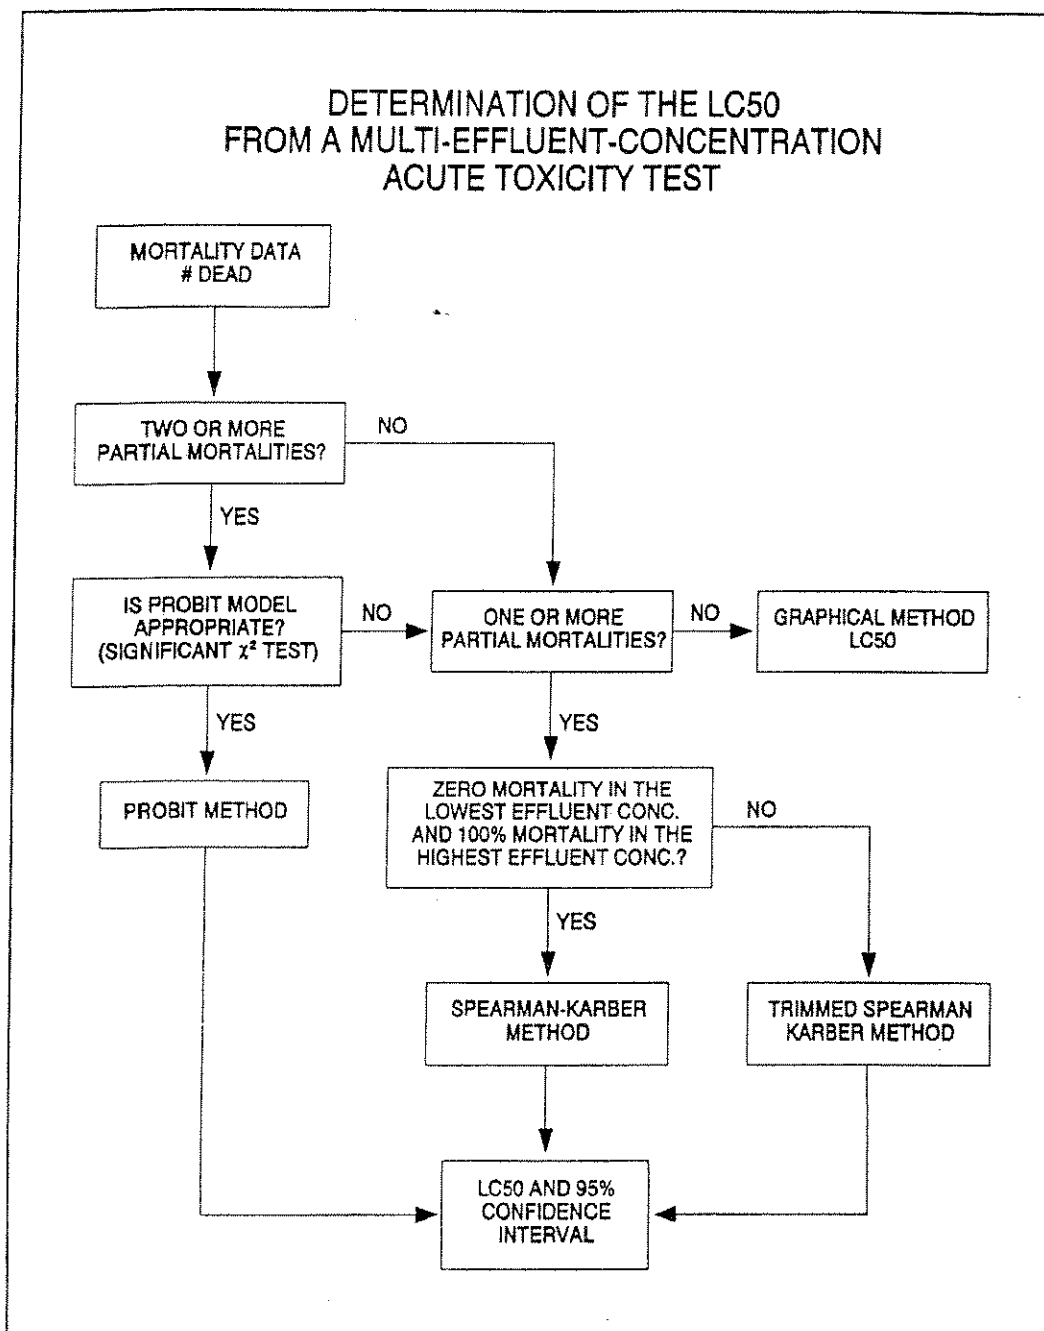 DETERMINATION OF THE LC50
FROM A MULTI-EFFLUENT-CONCENTRATION
ACUTE TOXICITY TEST
MORTALITY DATA
# DEAD
TWO OR MORE
PARTIAL MORTALITIES?
NO
YES
IS PROBIT MODEL
APPROPRIATE?
(SIGNIFICANT χ² TEST)
NO
ONE OR MORE
PARTIAL MORTALITIES?
NO
GRAPHICAL METHOD
LC50
YES
YES
PROBIT METHOD
ZERO MORTALITY IN THE
LOWEST EFFLUENT CONC.
AND 100% MORTALITY IN THE
HIGHEST EFFLUENT CONC.?
NO
YES
SPEARMAN-KARBER
METHOD
TRIMMED SPEARMAN
KARBER METHOD
LC50 AND 95%
CONFIDENCE
INTERVAL